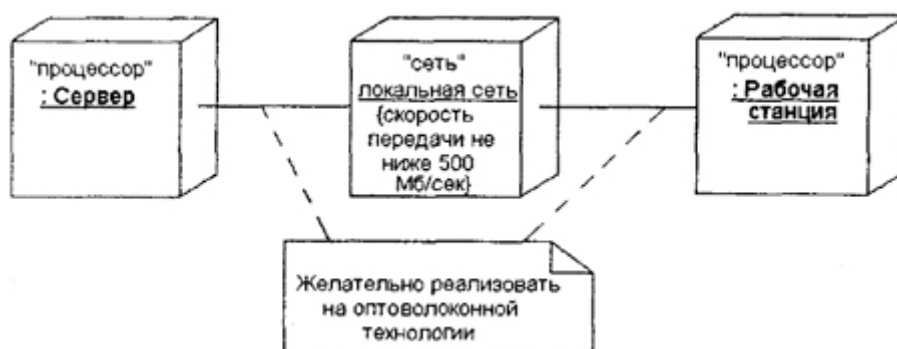 "процессор"
: Сервер
"сеть"
локальная сеть
{скорость
передачи не
ниже 500
Мб/сек}
"процессор"
: Рабочая
станция
Желательно реализовать
на оптоволоконной
технологии